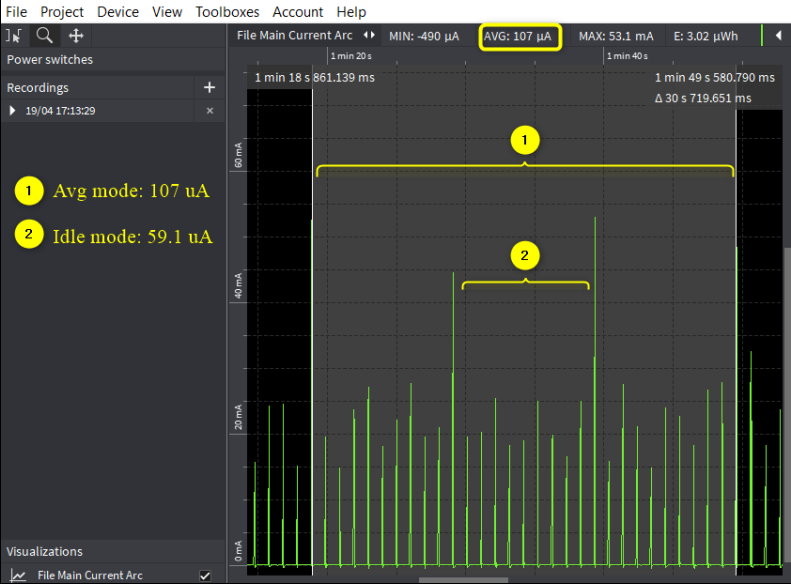 File Project Device View Toolboxes Account Help
File Main Current Arc MIN: -490 µA AVG: 107 µA MAX: 53.1 mA E: 3.02 µWh
Power switches
1 min 20 s 1 min 40 s
Recordings +
1 min 18 s 861.139 ms 1 min 49 s 580.790 ms
19/04 17:13:29 ×
Δ 30 s 719.651 ms
1
60 mA
1 Avg mode: 107 uA
2 Idle mode: 59.1 uA
2
40 mA
20 mA
0 mA
Visualizations
File Main Current Arc